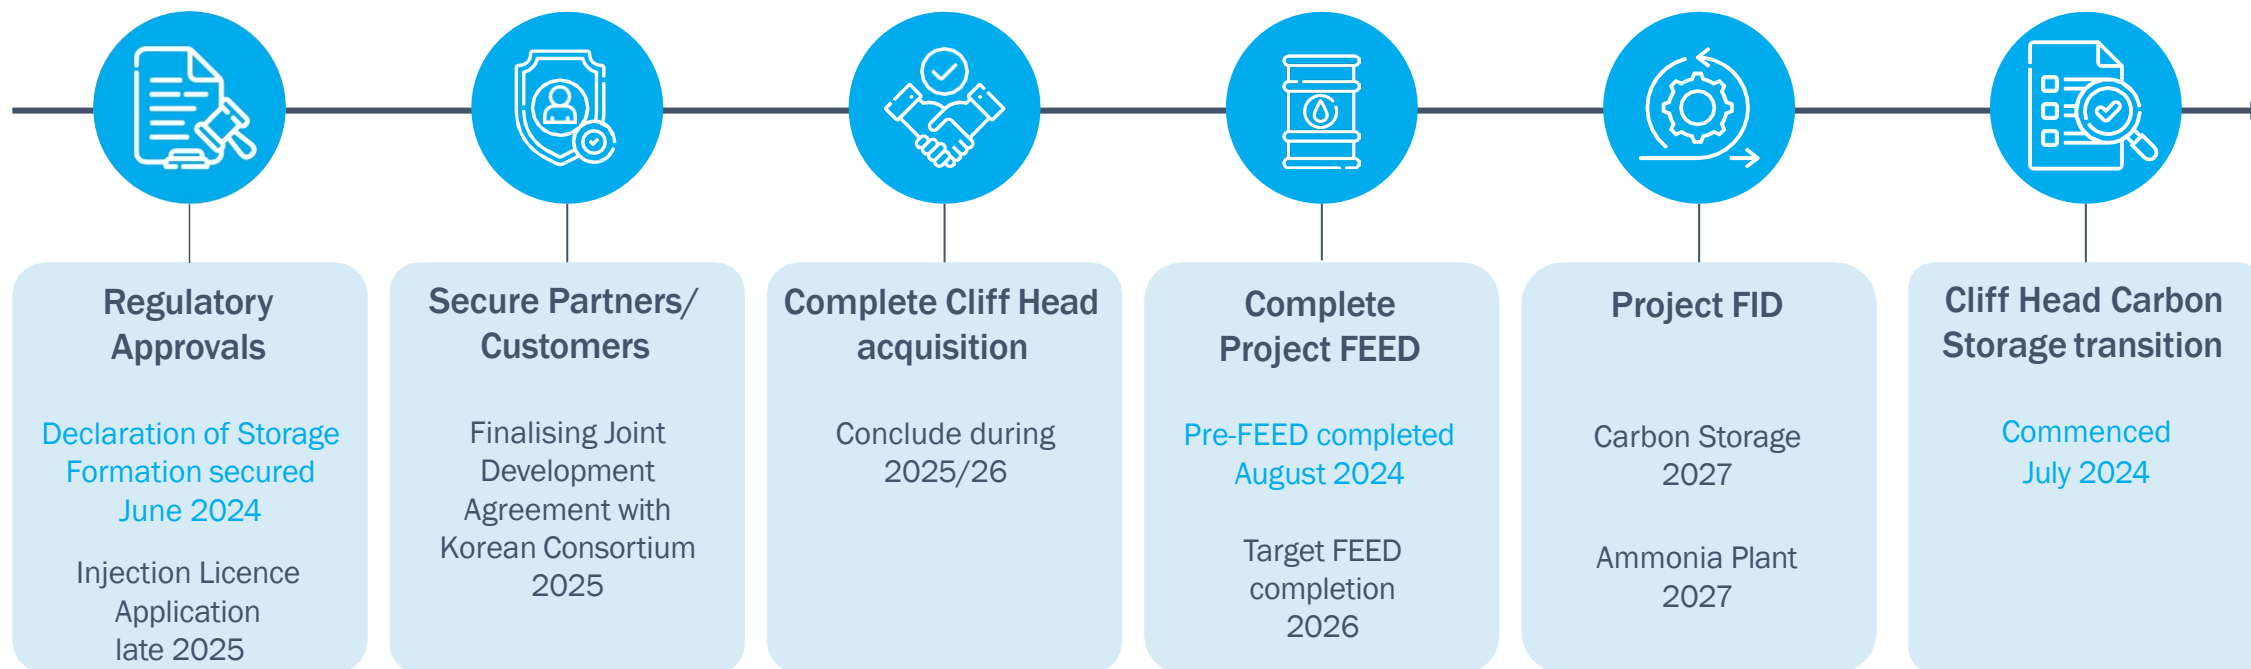 Regulatory
Approvals
Declaration of Storage
Formation secured
June 2024
Injection Licence
Application
late 2025
Secure Partners/
Customers
Finalising Joint
Development
Agreement with
Korean Consortium
2025
Complete Cliff Head
acquisition
Conclude during
2025/26
Complete
Project FEED
Pre-FEED completed
August 2024
Target FEED
completion
2026
Project FID
Carbon Storage
2027
Ammonia Plant
2027
Cliff Head Carbon
Storage transition
Commenced
July 2024